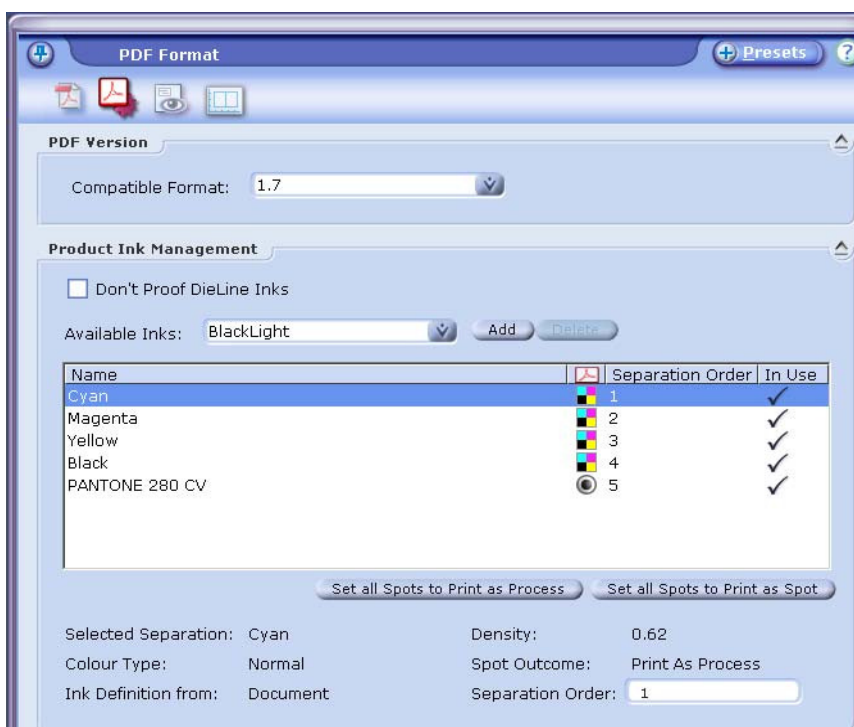 PDF Format
Presets
?
PDF Version
Compatible Format: 1.7
Product Ink Management
Don't Proof DieLine Inks
Available Inks: BlackLight Add Delete
Name Separation Order In Use
Cyan 1
Magenta 2
Yellow 3
Black 4
PANTONE 280 CV 5
Set all Spots to Print as Process Set all Spots to Print as Spot
Selected Separation: Cyan Density: 0.62
Colour Type: Normal Spot Outcome: Print As Process
Ink Definition from: Document Separation Order: 1